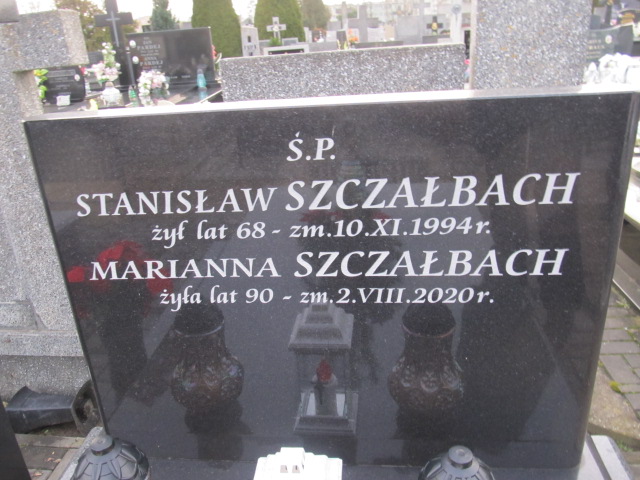 Ś.P.
STANISŁAW SZCZAŁBACH
żył lat 68 - zm.10.XI.1994r.
MARIANNA SZCZAŁBACH
żyła lat 90 - zm.2.VIII.2020r.